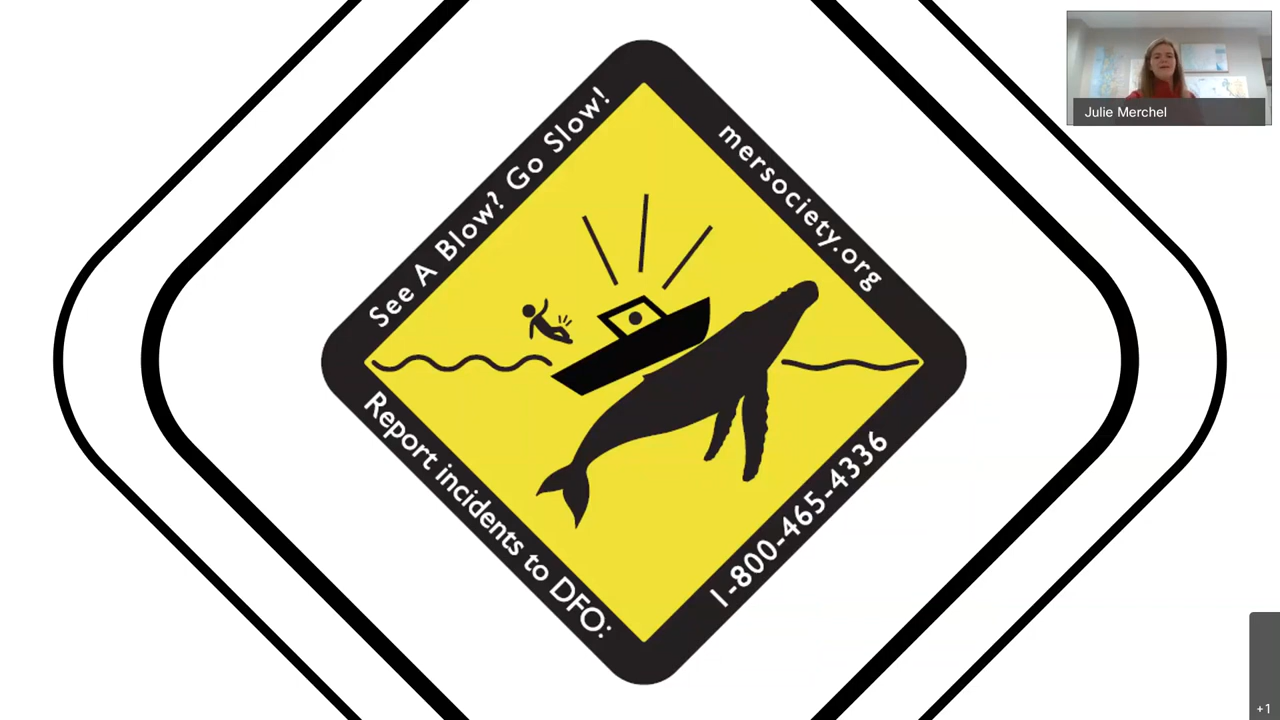 See A Blow? Go Slow!
mersociety.org
Report incidents to DFO:
1-800-465-4336
Julie Merchel
+1